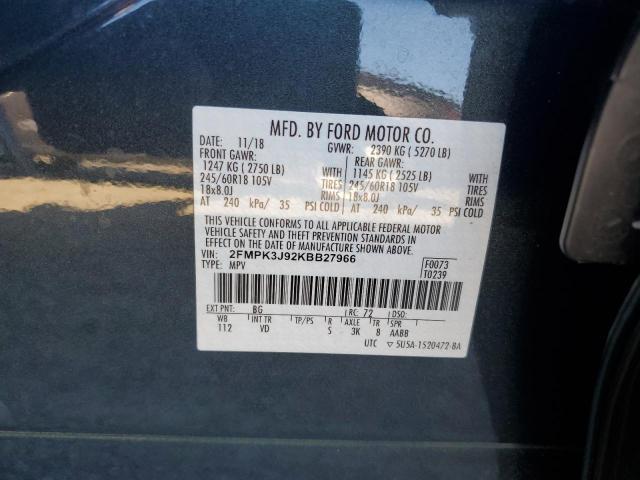 MFD. BY FORD MOTOR CO.
DATE: 11/18 GVWR: 2390 KG ( 5270 LB)
FRONT GAWR: REAR GAWR:
1247 KG ( 2750 LB) WITH 1145 KG ( 2525 LB) WITH
245/60R18 105V TIRES 245/60R18 105V TIRES
18x8.0J RIMS 18x8.0J RIMS
AT 240 kPa/ 35 PSI COLD AT 240 kPa/ 35 PSI COLD
THIS VEHICLE CONFORMS TO ALL APPLICABLE FEDERAL MOTOR
VEHICLE SAFETY AND THEFT PREVENTION STANDARDS IN EFFECT
ON THE DATE OF MANUFACTURE SHOWN ABOVE.
VIN: 2FMPK3J92KBB27966 F0073
TYPE: MPV T0239
EXT PNT: BG RC: 72 DSO:
WB INT TR TP/PS R AXLE TR SPR
112 VD S 3K 8 AABB
UTC ▽ 5U5A-1520472-BA